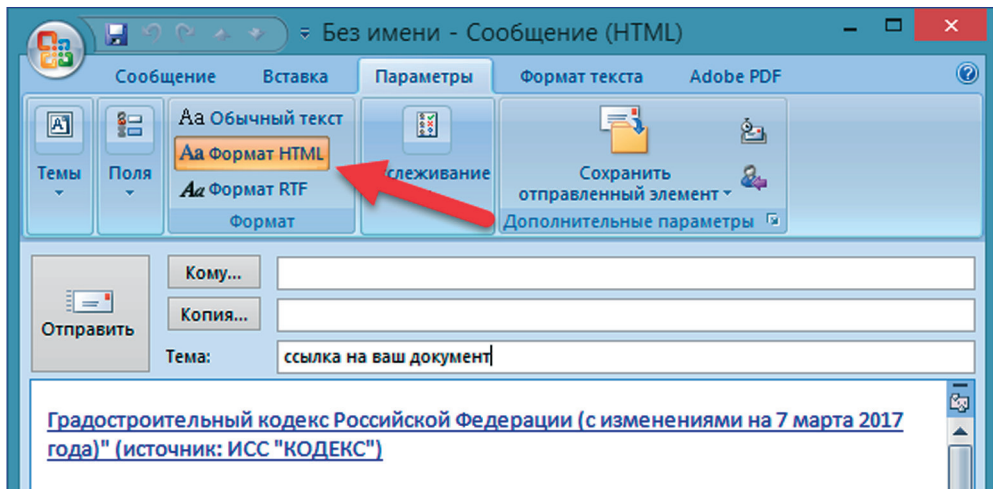 Без имени - Сообщение (HTML)
Сообщение Вставка Параметры Формат текста Adobe PDF
Aa Обычный текст
Aa Формат HTML
Aa Формат RTF
Формат
Темы
Поля
слеживание
Сохранить
отправленный элемент
Дополнительные параметры
Отправить
Кому...
Копия...
Тема: ссылка на ваш документ
Градостроительный кодекс Российской Федерации (с изменениями на 7 марта 2017
года)" (источник: ИСС "КОДЕКС")